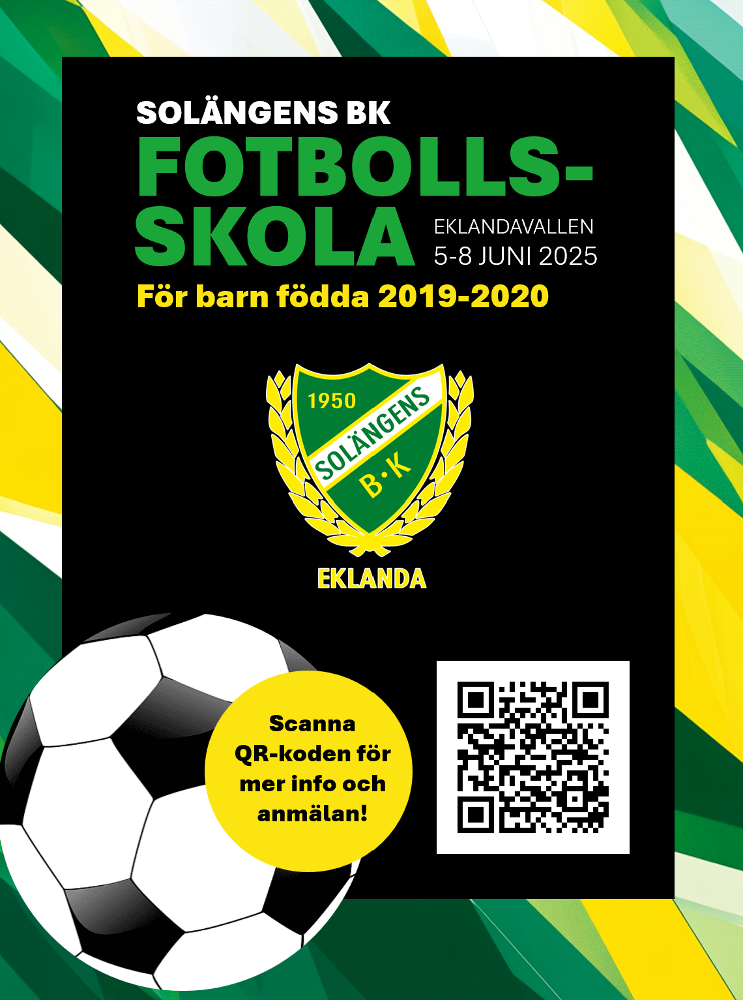 SOLÄNGENS BK
FOTBOLLS-
SKOLA
EKLANDAVALLEN
5-8 JUNI 2025
För barn födda 2019-2020
1950
SOLÄNGENS
B·K
EKLANDA
Scanna
QR-koden för
mer info och
anmälan!